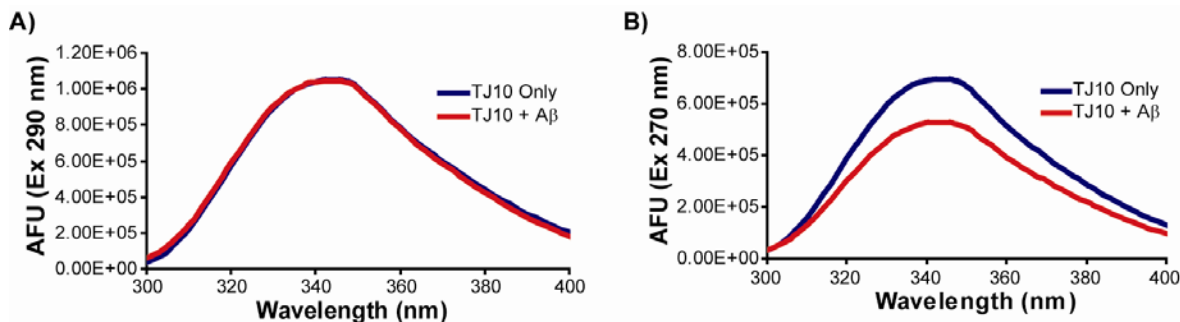 A)
AFU (Ex 290 nm)
1.20E+06
1.00E+06
8.00E+05
6.00E+05
4.00E+05
2.00E+05
0.00E+00
300
320
340
360
380
400
Wavelength (nm)
TJ10 Only
TJ10 + Aβ
B)
AFU (Ex 270 nm)
8.00E+05
6.00E+05
4.00E+05
2.00E+05
0.00E+00
300
320
340
360
380
400
Wavelength (nm)
TJ10 Only
TJ10 + Aβ